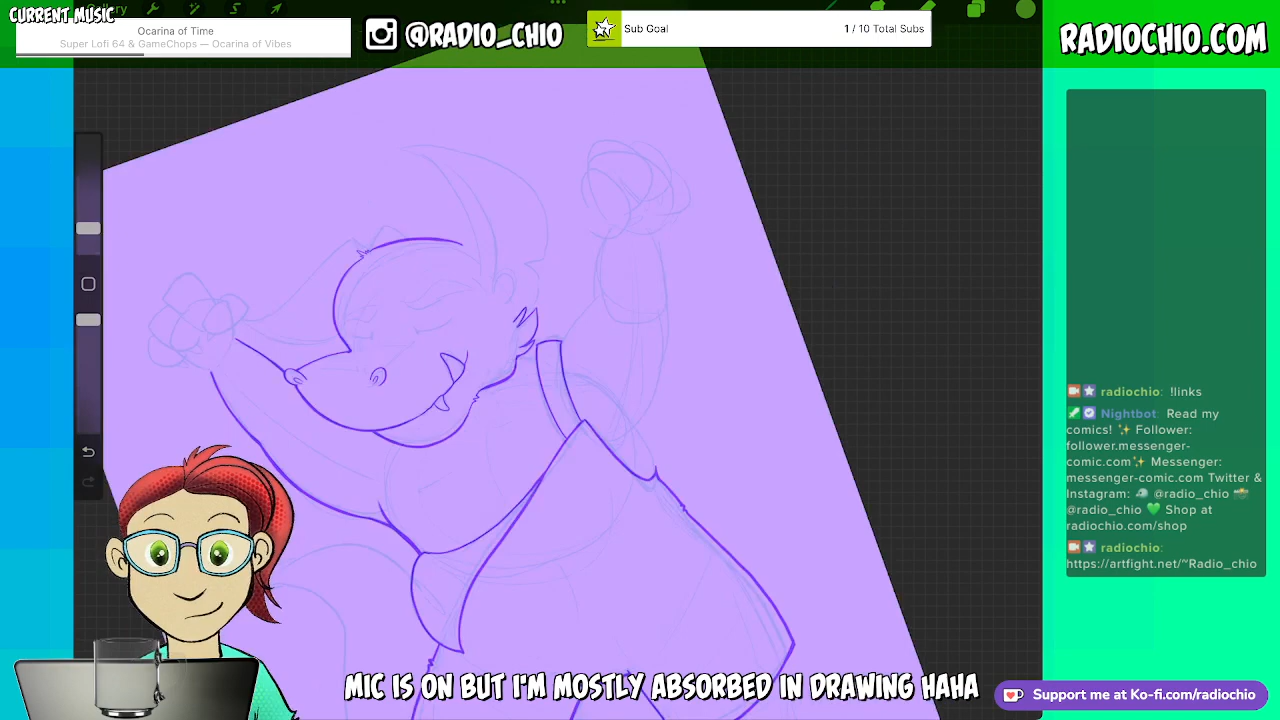 CURRENT MUSIC
Ocarina of Time
Super Lofi 64 & GameChops — Ocarina of Vibes
@RADIO_CHIO
Sub Goal
1 / 10 Total Subs
RADIOCHIO.COM
radiochio: !links
Nightbot: Read my
comics! ✨ Follower:
follower.messenger-
comic.com✨ Messenger:
messenger-comic.com Twitter &
Instagram: @radio_chio
@radio_chio 💚 Shop at
radiochio.com/shop
radiochio:
https://artfight.net/~Radio_chio
MIC IS ON BUT I'M MOSTLY ABSORBED IN DRAWING HAHA
Support me at Ko-fi.com/radiochio